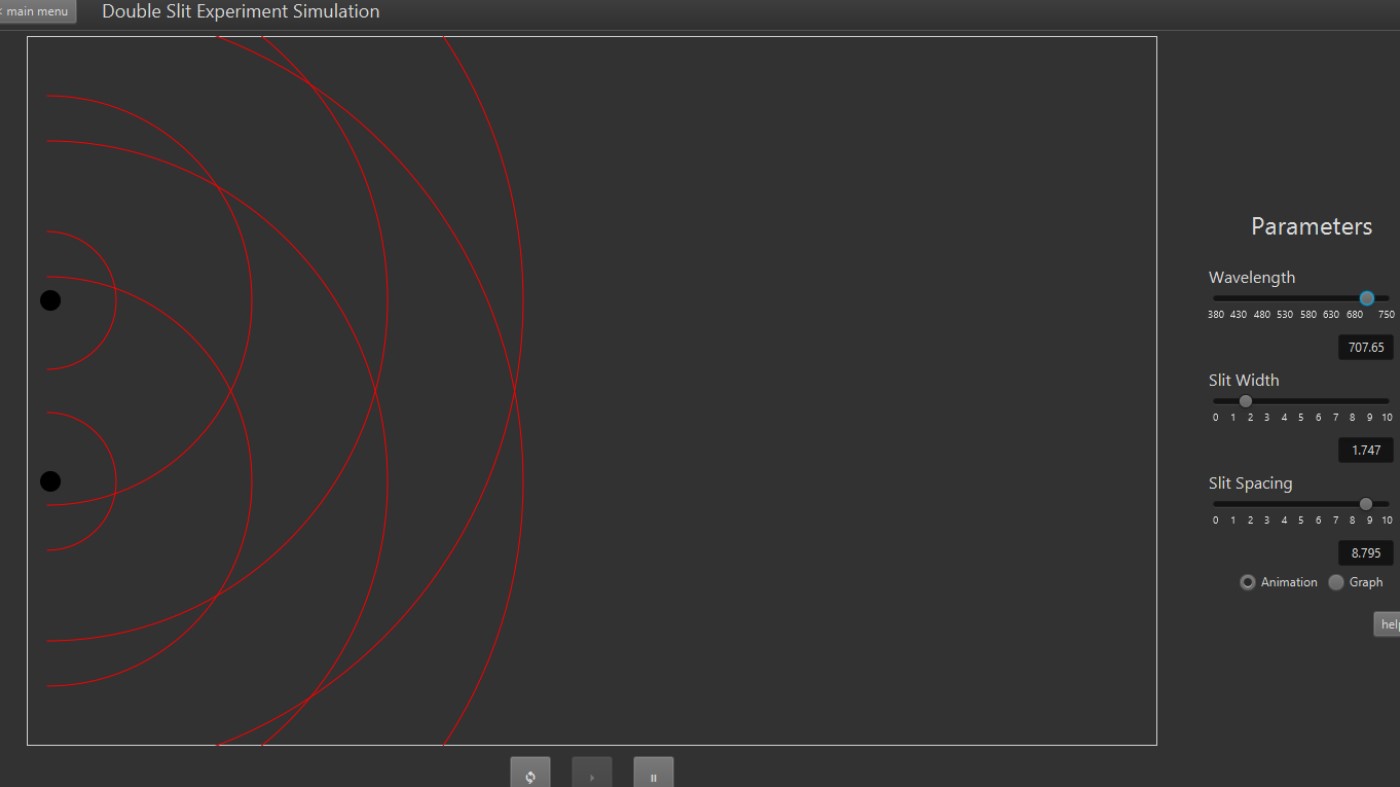 < main menu
Double Slit Experiment Simulation
Parameters
Wavelength
380 430 480 530 580 630 680 750
707.65
Slit Width
0 1 2 3 4 5 6 7 8 9 10
1.747
Slit Spacing
0 1 2 3 4 5 6 7 8 9 10
8.795
Animation Graph
help